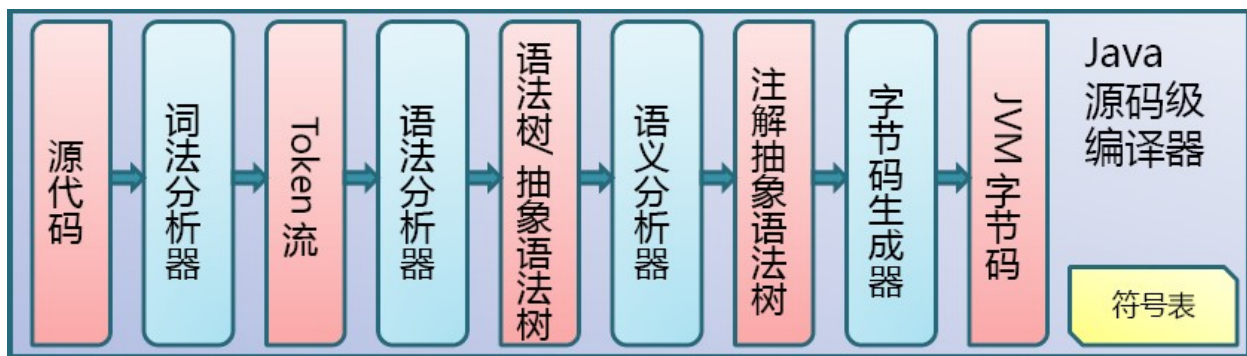 源代码
词法分析器
Token 流
语法分析器
语法树/ 抽象语法树
语义分析器
注解抽象语法树
字节码生成器
JVM 字节码
Java
源码级
编译器
符号表